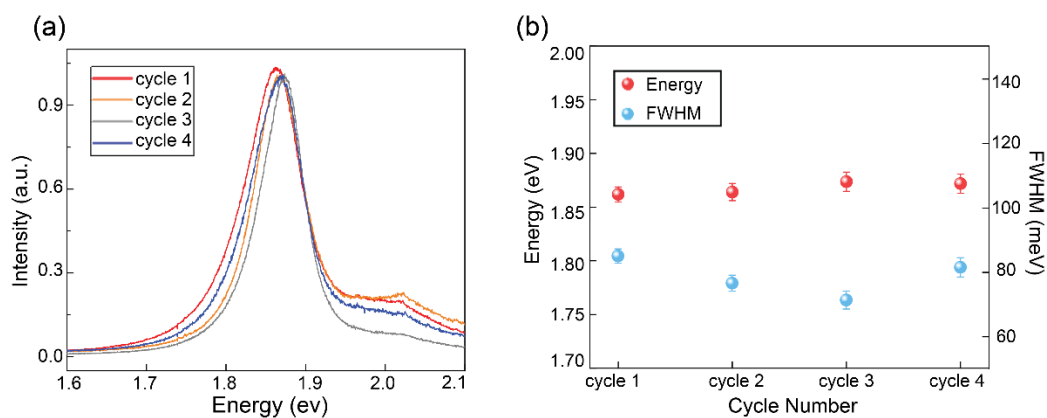 (a)
cycle 1
cycle 2
cycle 3
cycle 4
Intensity (a.u.)
0.9
0.6
0.3
0.0
1.6 1.7 1.8 1.9 2.0 2.1
Energy (ev)
(b)
Energy
FWHM
Energy (eV)
2.00
1.95
1.90
1.85
1.80
1.75
1.70
140
120
100
80
60
FWHM (meV)
cycle 1 cycle 2 cycle 3 cycle 4
Cycle Number